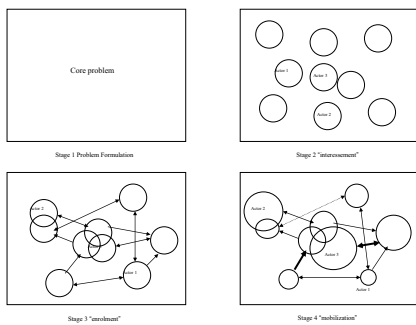 Core problem
Stage 1 Problem Formulation
Actor 1
Actor 3
Actor 2
Stage 2 "interessement"
Actor 2
Actor 1
Stage 3 "enrolment"
Actor 2
Actor 3
Actor 1
Stage 4 "mobilization"